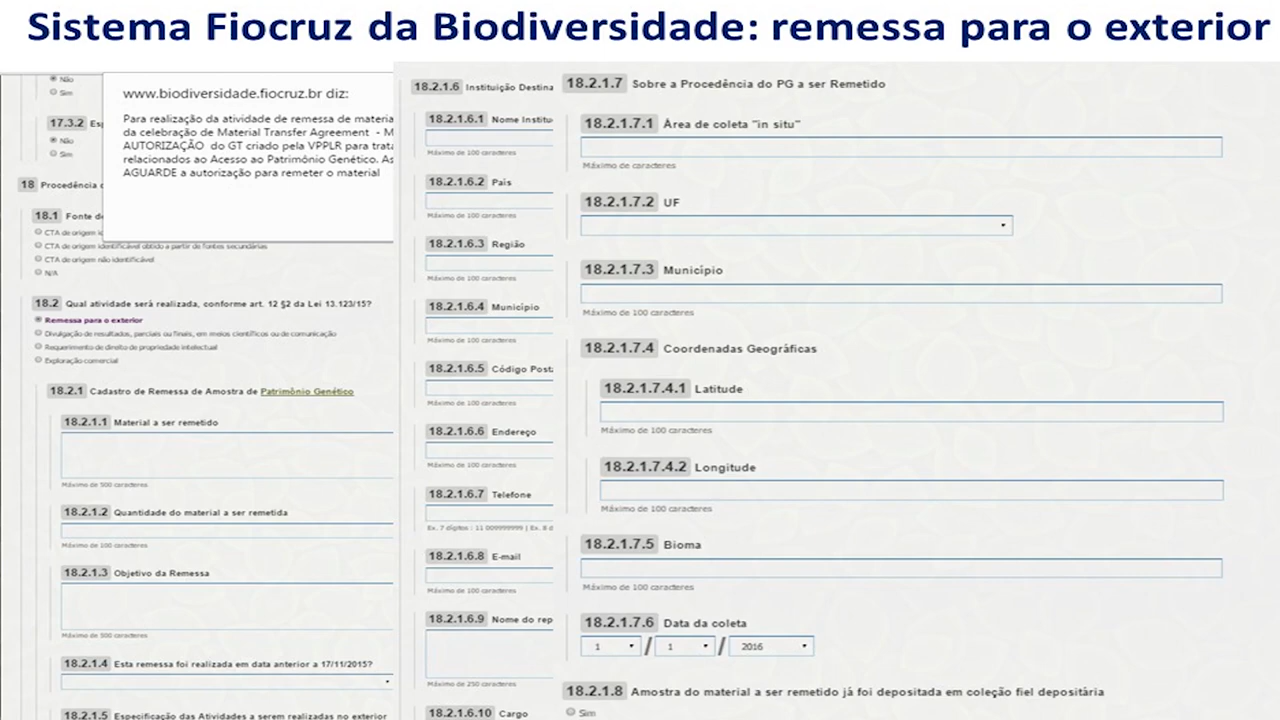 Sistema Fiocruz da Biodiversidade: remessa para o exterior
Não
Sim
17.3.2 Es
Não
Sim
18 Procedência
18.1 Fonte d
CTA de origem
CTA de origem identificável obtido a partir de fontes secundárias
CTA de origem não identificável
N/A
www.biodiversidade.fiocruz.br diz:
Para realização da atividade de remessa de materia
da celebração de Material Transfer Agreement - M
AUTORIZAÇÃO do GT criado pela VPPLR para trata
relacionados ao Acesso ao Patrimônio Genético. As
AGUARDE a autorização para remeter o material
18.2 Qual atividade será realizada, conforme art. 12 §2 da Lei 13.123/15?
Remessa para o exterior
Divulgação de resultados, parciais ou finais, em meios científicos ou de comunicação
Requerimento de direito de propriedade intelectual
Exploração comercial
18.2.1 Cadastro de Remessa de Amostra de Patrimônio Genético
18.2.1.1 Material a ser remetido
Máximo de 500 caracteres
18.2.1.2 Quantidade do material a ser remetida
Máximo de 100 caracteres
18.2.1.3 Objetivo da Remessa
Máximo de 500 caracteres
18.2.1.4 Esta remessa foi realizada em data anterior a 17/11/2015?
18.2.1.5 Especificação das Atividades a serem realizadas no exterior
18.2.1.6 Instituição Destina
18.2.1.6.1 Nome Institu
Máximo de 100 caracteres
18.2.1.6.2 País
Máximo de 100 caracteres
18.2.1.6.3 Região
Máximo de 100 caracteres
18.2.1.6.4 Município
Máximo de 100 caracteres
18.2.1.6.5 Código Posta
Máximo de 100 caracteres
18.2.1.6.6 Endereço
Máximo de 100 caracteres
18.2.1.6.7 Telefone
Ex. 7 dígitos : 11 009999999 | Ex. 8 d
18.2.1.6.8 E-mail
Máximo de 100 caracteres
18.2.1.6.9 Nome do rep
Máximo de 250 caracteres
18.2.1.6.10 Cargo
18.2.1.7 Sobre a Procedência do PG a ser Remetido
18.2.1.7.1 Área de coleta "in situ"
Máximo de caracteres
18.2.1.7.2 UF
18.2.1.7.3 Município
Máximo de 100 caracteres
18.2.1.7.4 Coordenadas Geográficas
18.2.1.7.4.1 Latitude
Máximo de 100 caracteres
18.2.1.7.4.2 Longitude
Máximo de 100 caracteres
18.2.1.7.5 Bioma
Máximo de 100 caracteres
18.2.1.7.6 Data da coleta
1 / 1 / 2016
18.2.1.8 Amostra do material a ser remetido já foi depositada em coleção fiel depositária
Sim